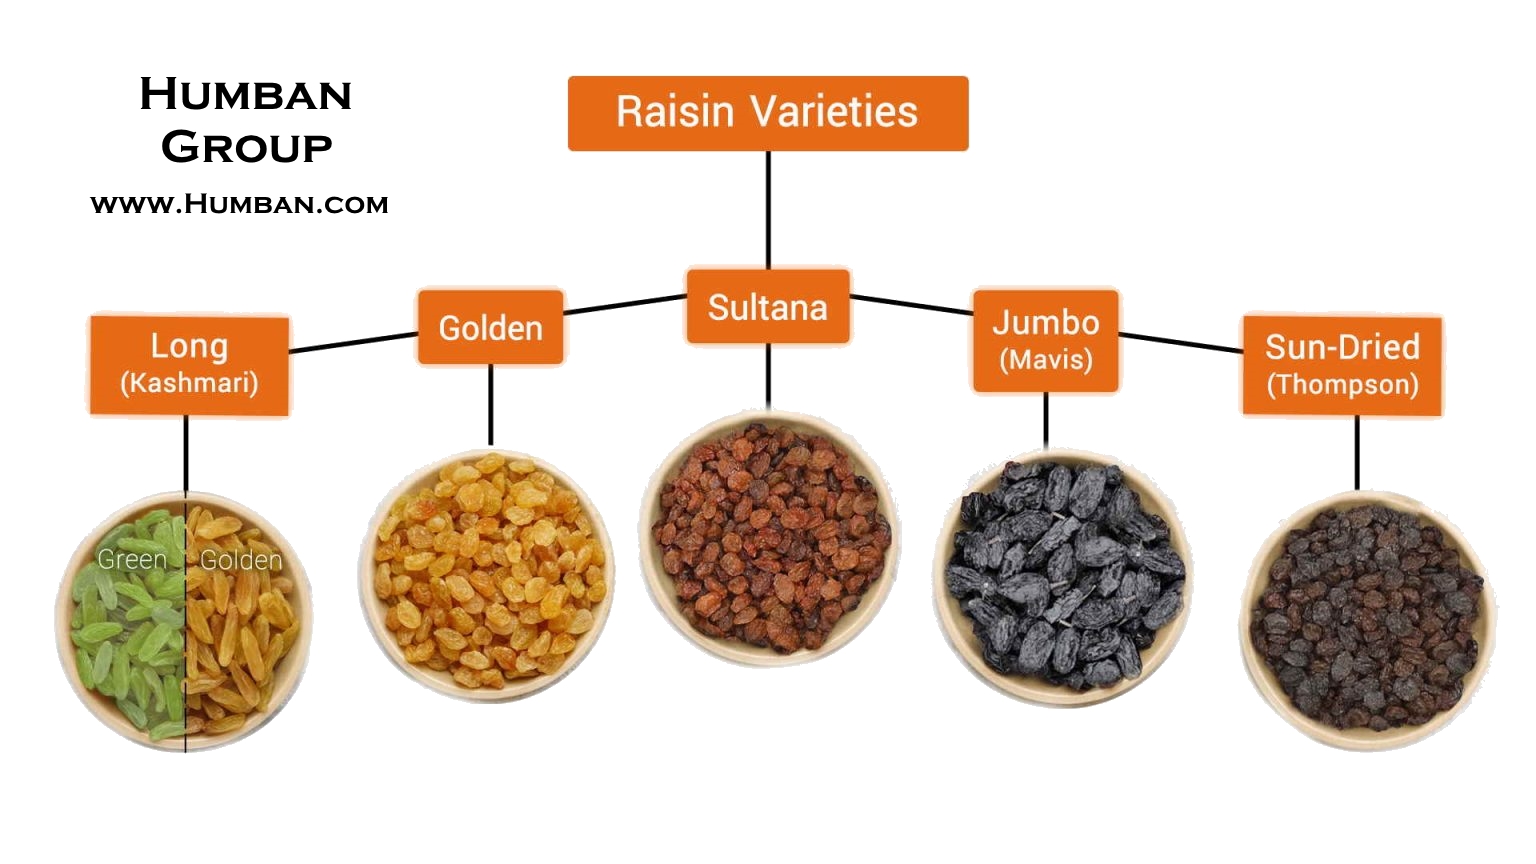 HUMBAN
GROUP
WWW.HUMBAN.COM
Raisin Varieties
Long
(Kashmari)
Golden
Sultana
Jumbo
(Mavis)
Sun-Dried
(Thompson)
Green
Golden